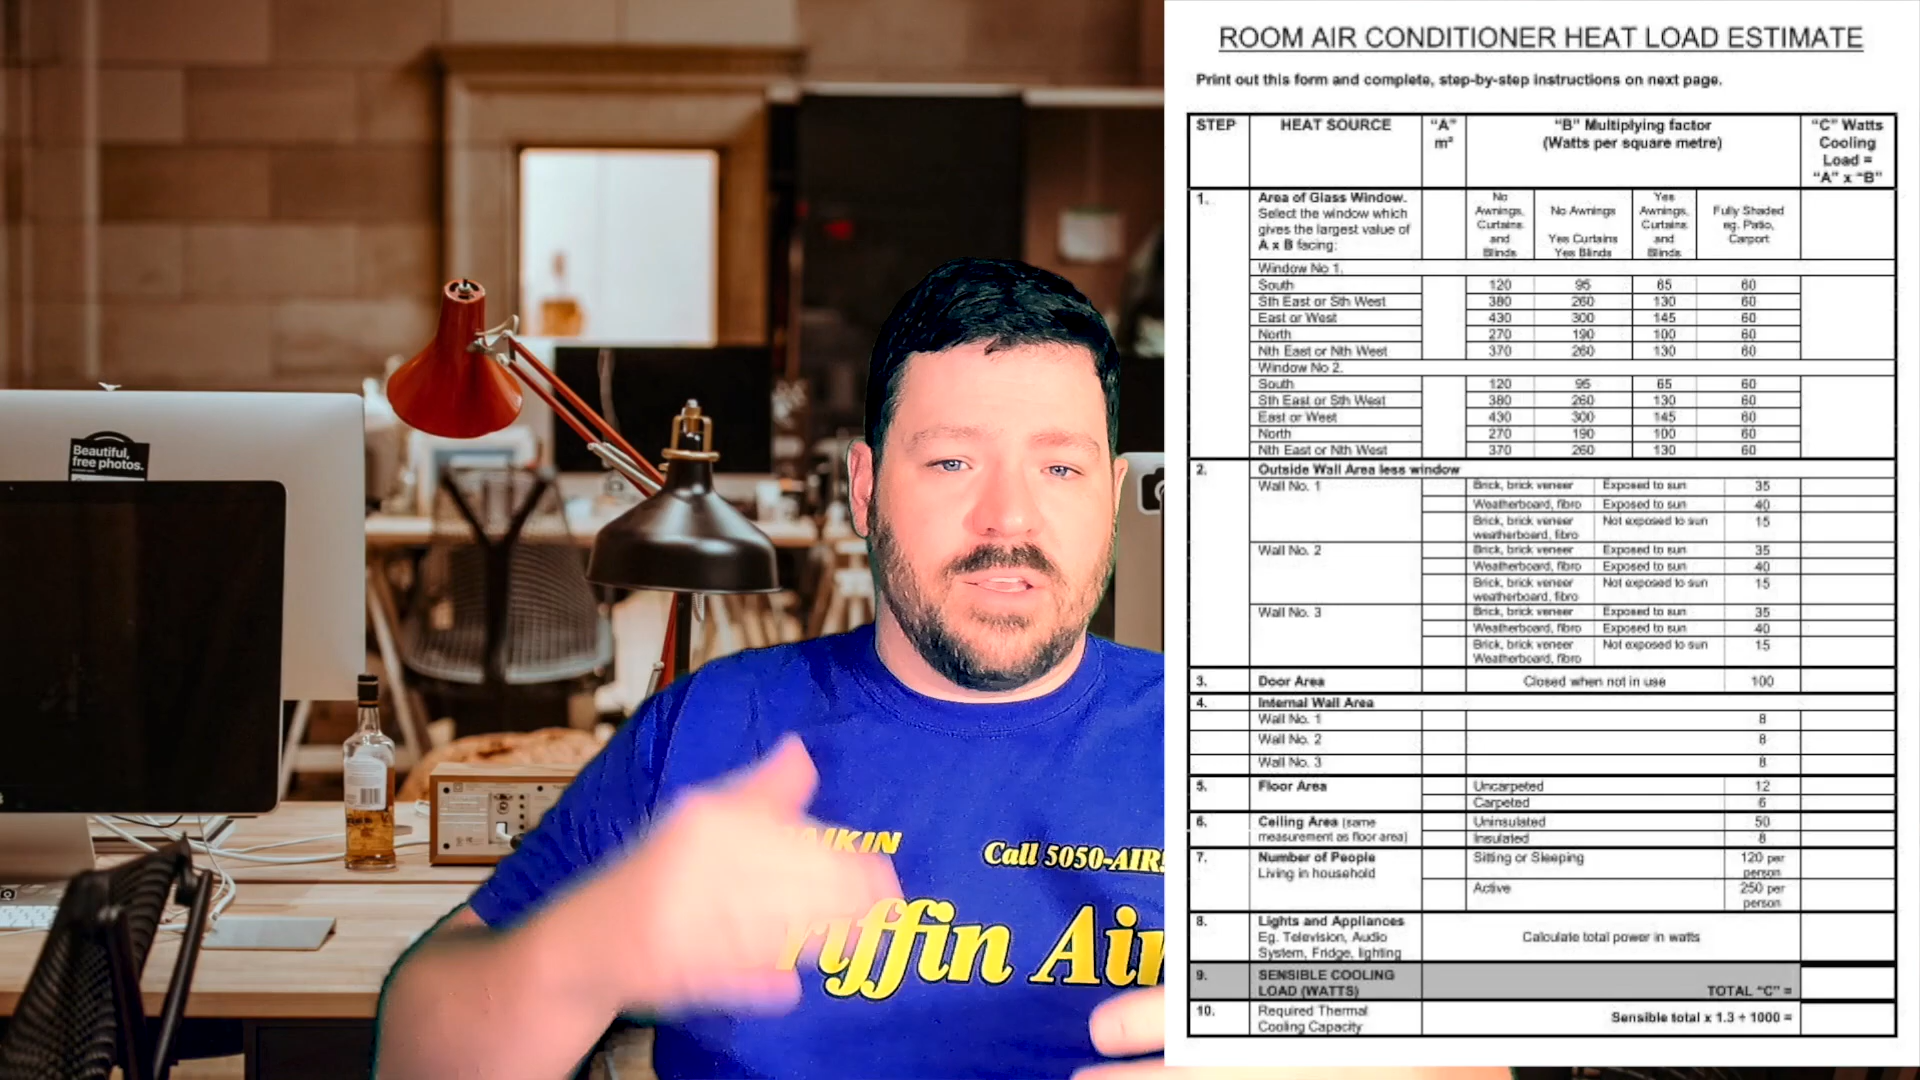 ROOM AIR CONDITIONER HEAT LOAD ESTIMATE
Print out this form and complete, step-by-step instructions on next page.
STEP HEAT SOURCE "A" m² "B" Multiplying factor (Watts per square metre) "C" Watts Cooling Load = "A" x "B"
1. Area of Glass Window. Select the window which gives the largest value of A x B facing: No Awnings, Curtains and Blinds No Awnings Yes Curtains Yes Blinds Yes Awnings, Curtains and Blinds Fully Shaded eg. Patio, Carport
Window No 1.
South 120 95 65 60
Sth East or Sth West 380 260 130 60
East or West 430 300 145 60
North 270 190 100 60
Nth East or Nth West 370 260 130 60
Window No 2.
South 120 95 65 60
Sth East or Sth West 380 260 130 60
East or West 430 300 145 60
North 270 190 100 60
Nth East or Nth West 370 260 130 60
2. Outside Wall Area less window
Wall No. 1 Brick, brick veneer Exposed to sun 35
Weatherboard, fibro Exposed to sun 40
Brick, brick veneer weatherboard, fibro Not exposed to sun 15
Wall No. 2 Brick, brick veneer Exposed to sun 35
Weatherboard, fibro Exposed to sun 40
Brick, brick veneer weatherboard, fibro Not exposed to sun 15
Wall No. 3 Brick, brick veneer Exposed to sun 35
Weatherboard, fibro Exposed to sun 40
Brick, brick veneer Weatherboard, fibro Not exposed to sun 15
3. Door Area Closed when not in use 100
4. Internal Wall Area
Wall No. 1 8
Wall No. 2 8
Wall No. 3 8
5. Floor Area Uncarpeted 12
Carpeted 6
6. Ceiling Area (same measurement as floor area) Uninsulated 50
Insulated 8
7. Number of People Living in household Sitting or Sleeping 120 per person
Active 250 per person
8. Lights and Appliances Eg. Television, Audio System, Fridge, lighting Calculate total power in watts
9. SENSIBLE COOLING LOAD (WATTS) TOTAL "C" =
10. Required Thermal Cooling Capacity Sensible total x 1.3 ÷ 1000 =
Beautiful,
free photos.
AIKIN
Call 5050-AIR
riffin Air